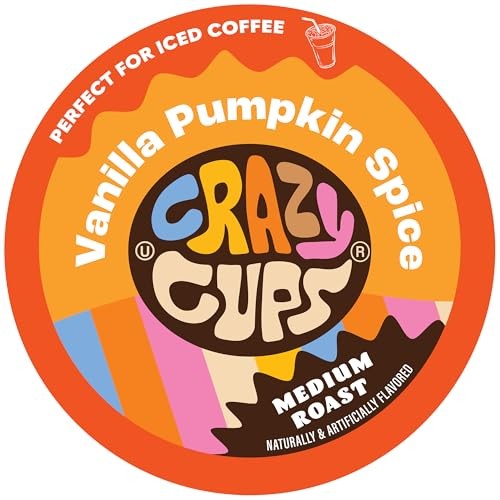 PERFECT FOR ICED COFFEE
Vanilla Pumpkin Spice
CRAZY
CUPS
U
®
MEDIUM
ROAST
NATURALLY & ARTIFICIALLY FLAVORED